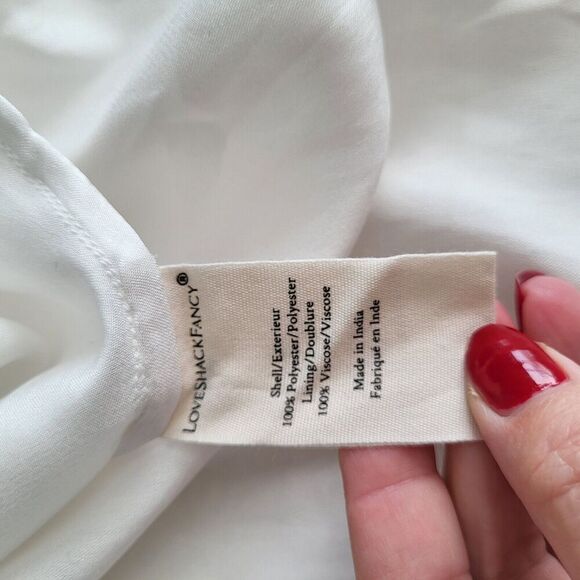 LOVESHACKFANCY®
Shell/Exterieur
100% Polyester/Polyester
Lining/Doublure
100% Viscose/Viscose
Made in India
Fabriqué en Inde